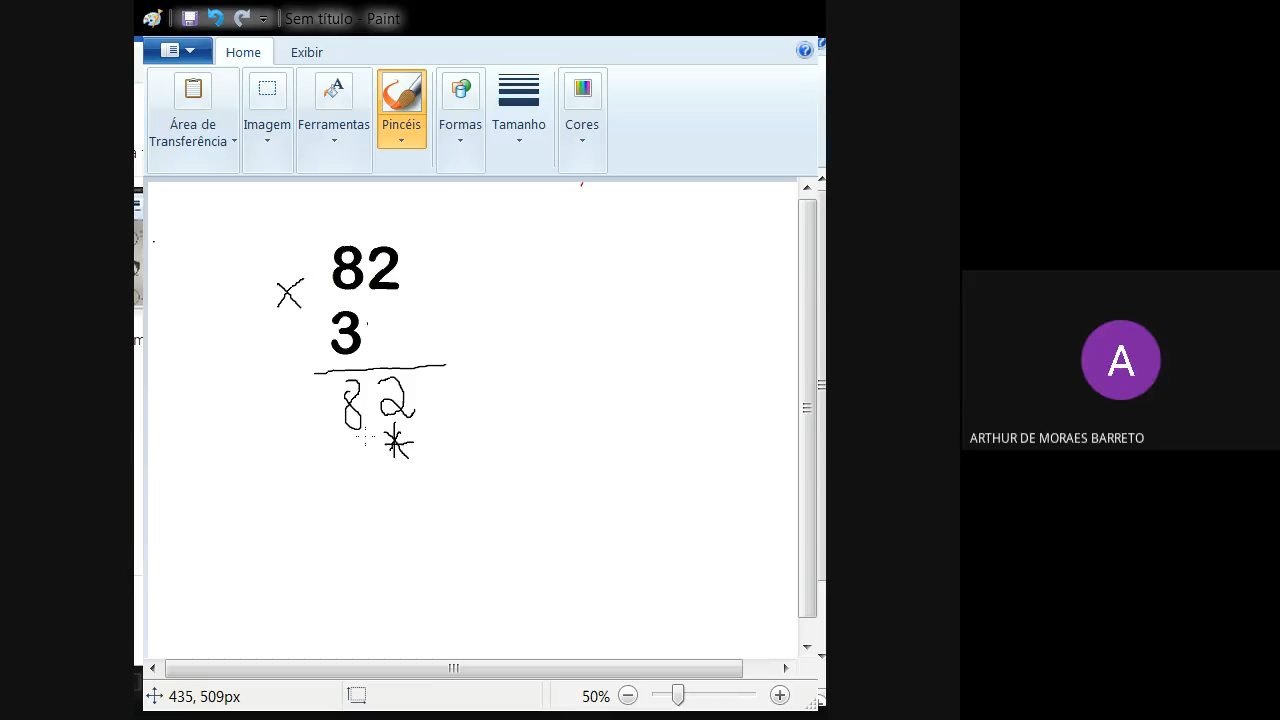 Sem título - Paint
Home
Exibir
Área de
Transferência
Imagem
Ferramentas
Pincéis
Formas
Tamanho
Cores
82
×
3
82
*
A
ARTHUR DE MORAES BARRETO
435, 509px
50%